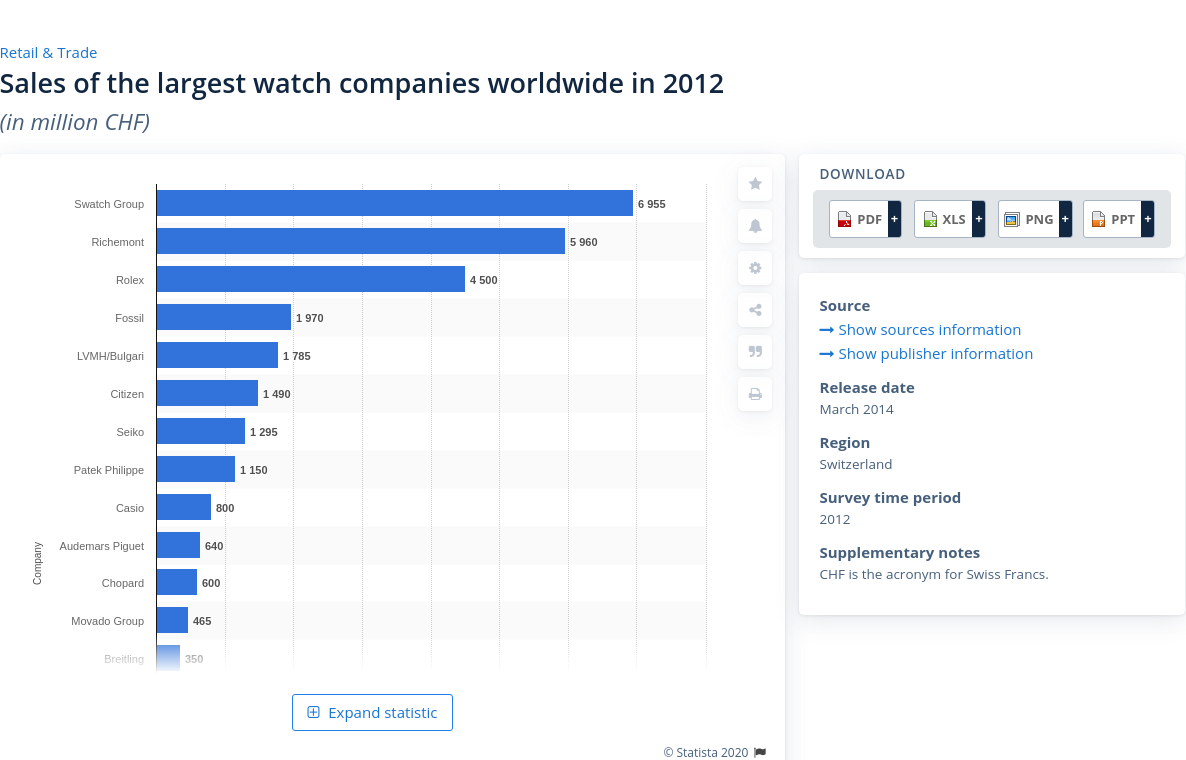 Retail & Trade
Sales of the largest watch companies worldwide in 2012
(in million CHF)
Swatch Group 6 955
Richemont 5 960
Rolex 4 500
Fossil 1 970
LVMH/Bulgari 1 785
Citizen 1 490
Seiko 1 295
Patek Philippe 1 150
Casio 800
Audemars Piguet 640
Chopard 600
Movado Group 465
Breitling 350
Company
Expand statistic
© Statista 2020
DOWNLOAD
PDF + XLS + PNG + PPT +
Source
Show sources information
Show publisher information
Release date
March 2014
Region
Switzerland
Survey time period
2012
Supplementary notes
CHF is the acronym for Swiss Francs.